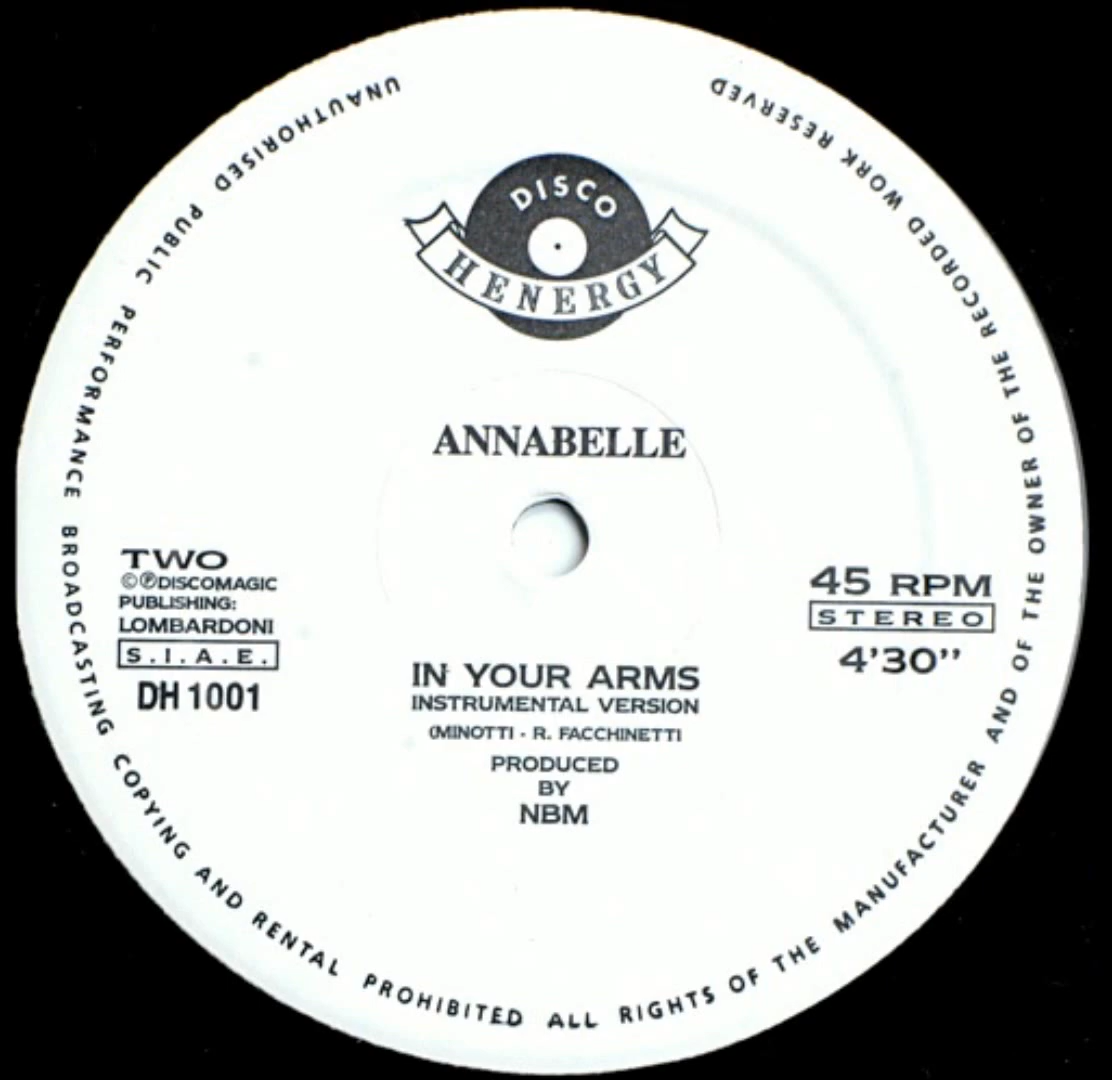 DISCO
HENERGY
ANNABELLE
TWO
©℗DISCOMAGIC
PUBLISHING:
LOMBARDONI
S.I.A.E.
DH 1001
45 RPM
STEREO
4'30"
IN YOUR ARMS
INSTRUMENTAL VERSION
(MINOTTI - R. FACCHINETTI
PRODUCED
BY
NBM
UNAUTHORISED PUBLIC PERFORMANCE BROADCASTING COPYING AND RENTAL PROHIBITED ALL RIGHTS OF THE MANUFACTURER AND OF THE OWNER OF THE RECORDED WORK RESERVED